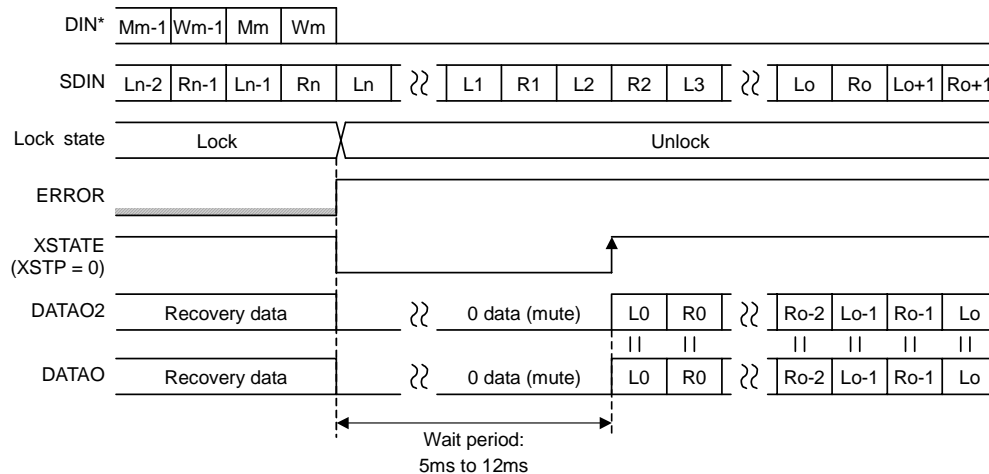 DIN* Mm-1 Wm-1 Mm Wm
SDIN Ln-2 Rn-1 Ln-1 Rn Ln L1 R1 L2 R2 L3 Lo Ro Lo+1 Ro+1
Lock state Lock Unlock
ERROR
XSTATE
(XSTP = 0)
DATAO2 Recovery data 0 data (mute) L0 R0 Ro-2 Lo-1 Ro-1 Lo
DATAO Recovery data 0 data (mute) L0 R0 Ro-2 Lo-1 Ro-1 Lo
Wait period:
5ms to 12ms